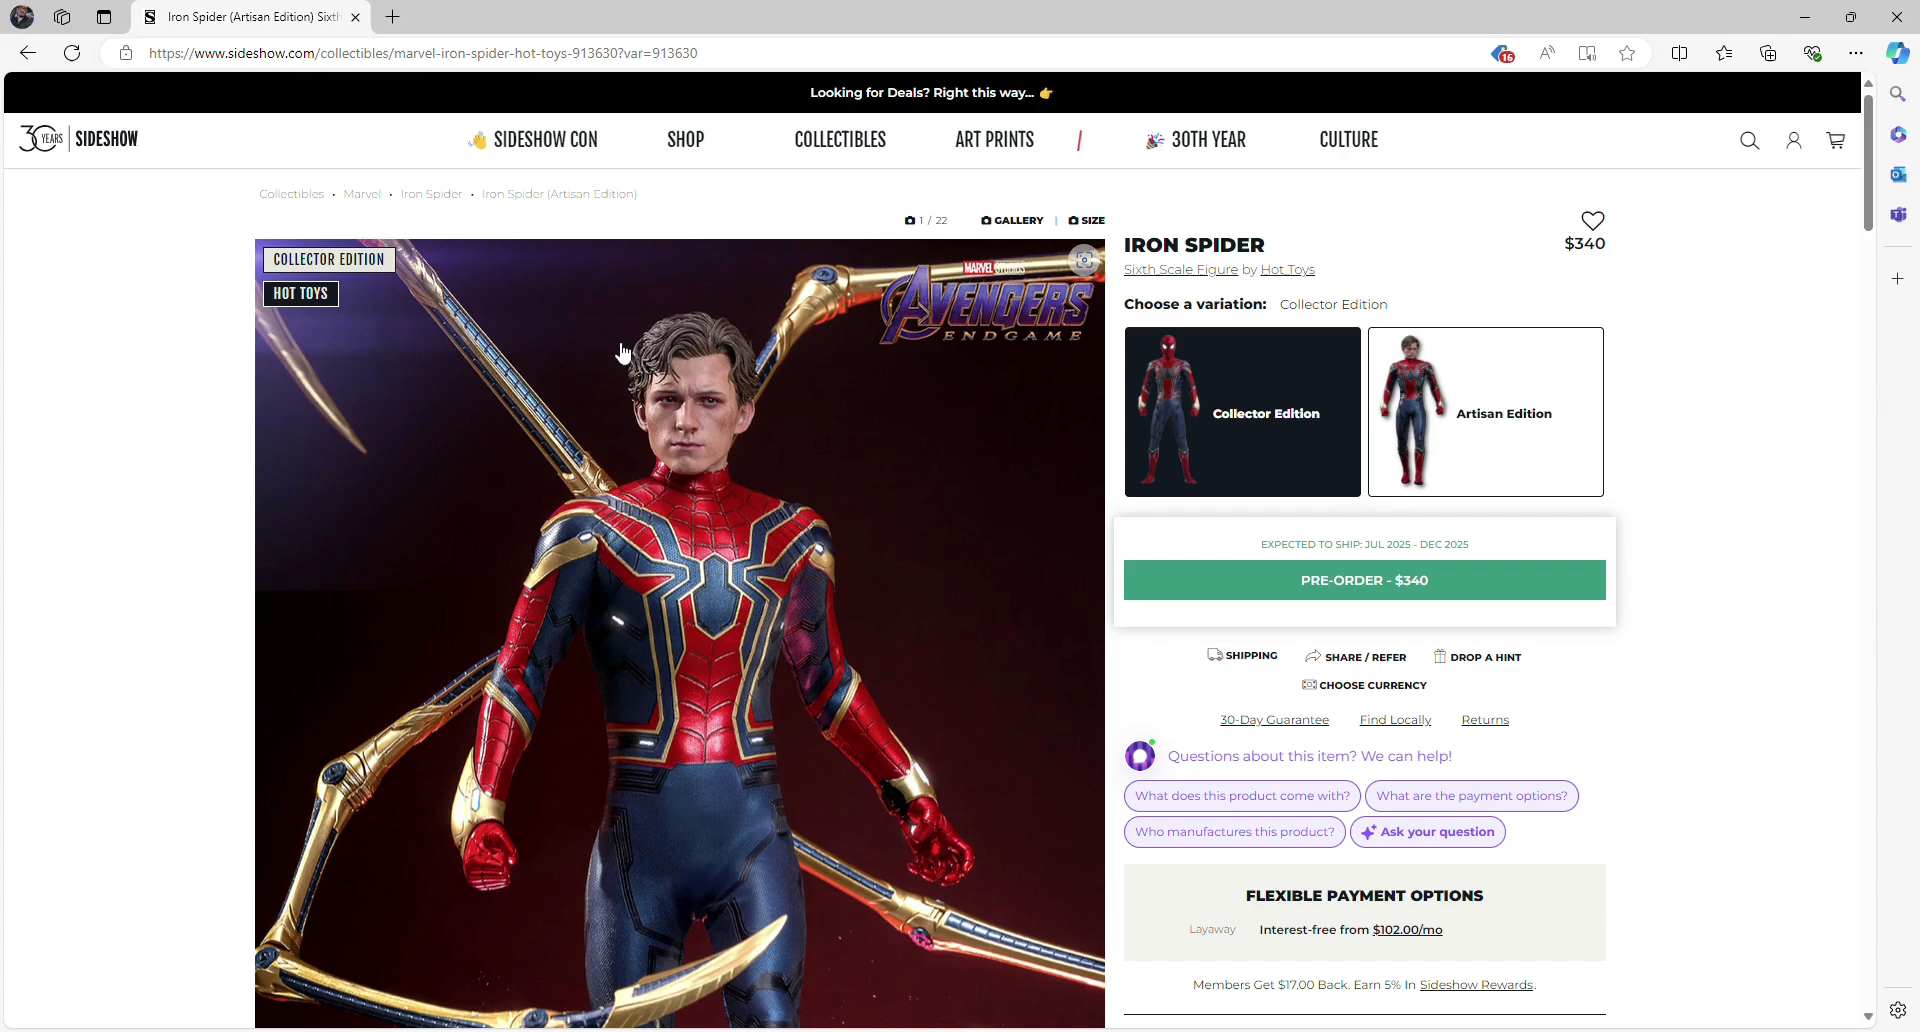 Iron Spider (Artisan Edition) Sixth
https://www.sideshow.com/collectibles/marvel-iron-spider-hot-toys-913630?var=913630
16
Looking for Deals? Right this way... 👉
30 YEARS | SIDESHOW
👋 SIDESHOW CON
SHOP
COLLECTIBLES
ART PRINTS
/
🎉 30TH YEAR
CULTURE
Collectibles • Marvel • Iron Spider • Iron Spider (Artisan Edition)
1 / 22
GALLERY | SIZE
COLLECTOR EDITION
HOT TOYS
MARVEL STUDIOS
AVENGERS
ENDGAME
IRON SPIDER
$340
Sixth Scale Figure by Hot Toys
Choose a variation: Collector Edition
Collector Edition
Artisan Edition
EXPECTED TO SHIP: JUL 2025 - DEC 2025
PRE-ORDER - $340
SHIPPING
SHARE / REFER
DROP A HINT
CHOOSE CURRENCY
30-Day Guarantee
Find Locally
Returns
Questions about this item? We can help!
What does this product come with?
What are the payment options?
Who manufactures this product?
Ask your question
FLEXIBLE PAYMENT OPTIONS
Layaway
Interest-free from $102.00/mo
Members Get $17.00 Back. Earn 5% In Sideshow Rewards.